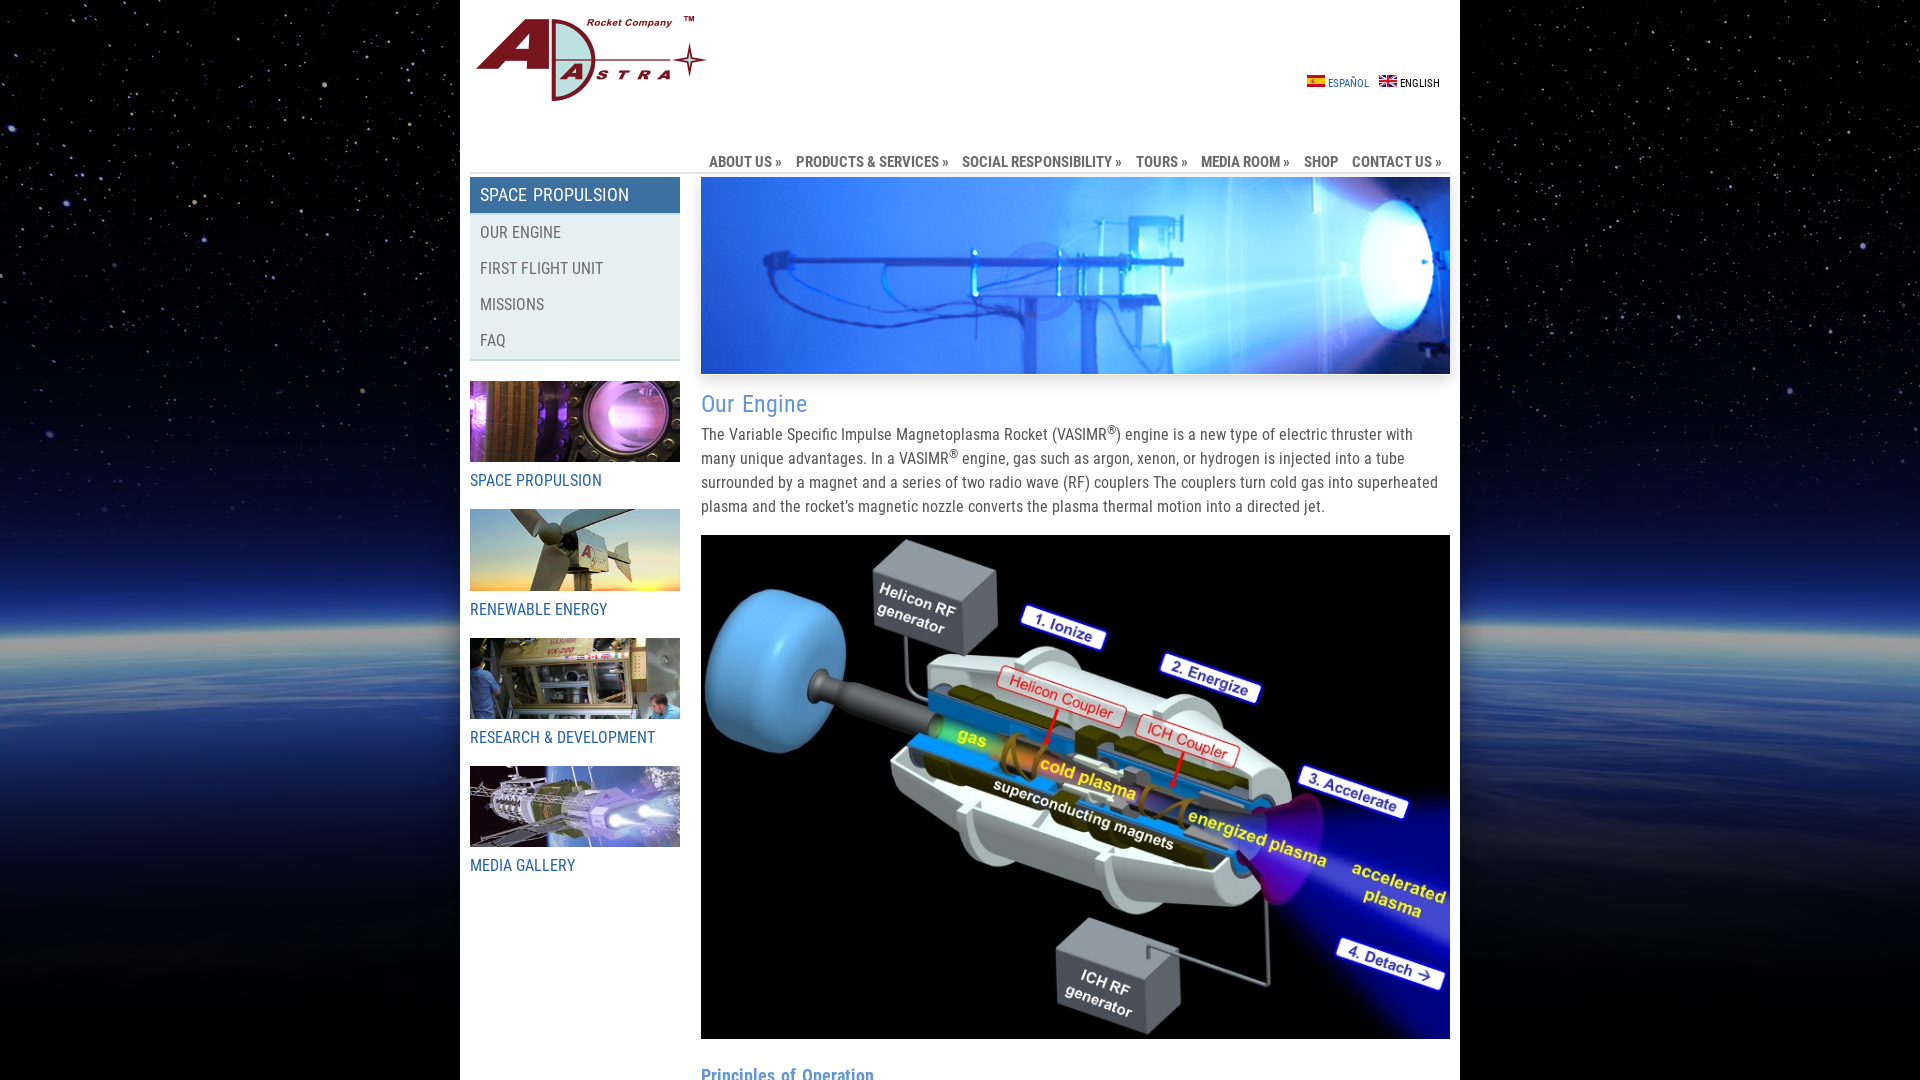 Rocket Company ™
AD ASTRA
ESPAÑOL ENGLISH
ABOUT US » PRODUCTS & SERVICES » SOCIAL RESPONSIBILITY » TOURS » MEDIA ROOM » SHOP CONTACT US »
SPACE PROPULSION
OUR ENGINE
FIRST FLIGHT UNIT
MISSIONS
FAQ
SPACE PROPULSION
RENEWABLE ENERGY
VASIMR
VX-200
RESEARCH & DEVELOPMENT
MEDIA GALLERY
Our Engine
The Variable Specific Impulse Magnetoplasma Rocket (VASIMR®) engine is a new type of electric thruster with
many unique advantages. In a VASIMR® engine, gas such as argon, xenon, or hydrogen is injected into a tube
surrounded by a magnet and a series of two radio wave (RF) couplers The couplers turn cold gas into superheated
plasma and the rocket’s magnetic nozzle converts the plasma thermal motion into a directed jet.
Helicon RF
generator
1. Ionize
2. Energize
Helicon Coupler
ICH Coupler
gas
cold plasma
superconducting magnets
energized plasma
3. Accelerate
accelerated
plasma
4. Detach →
ICH RF
generator
Principles of Operation